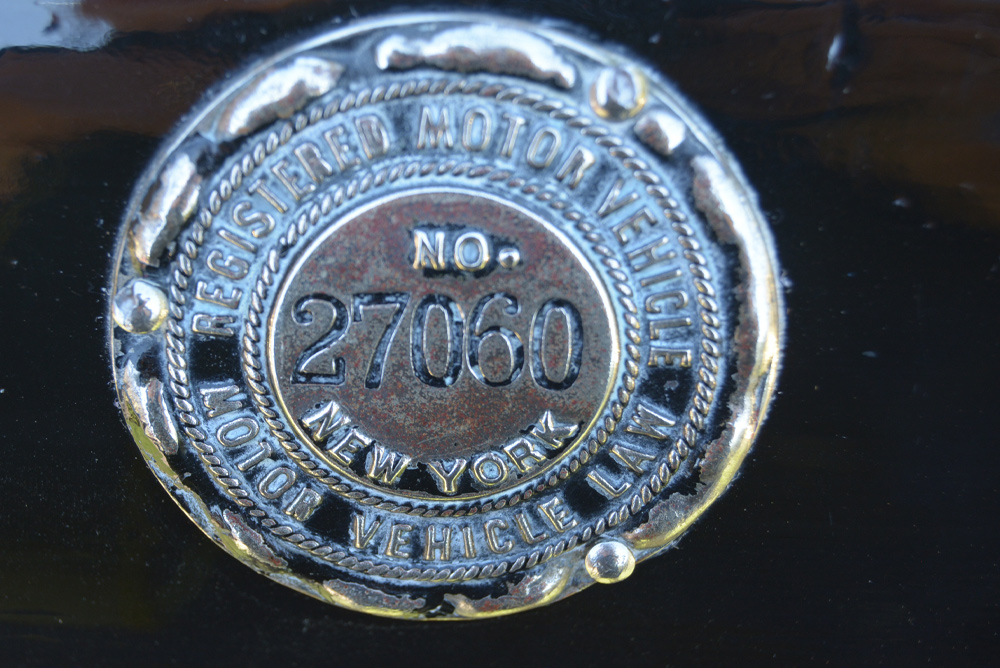 REGISTERED MOTOR VEHICLE
NO.
27060
NEW YORK
MOTOR VEHICLE LAW